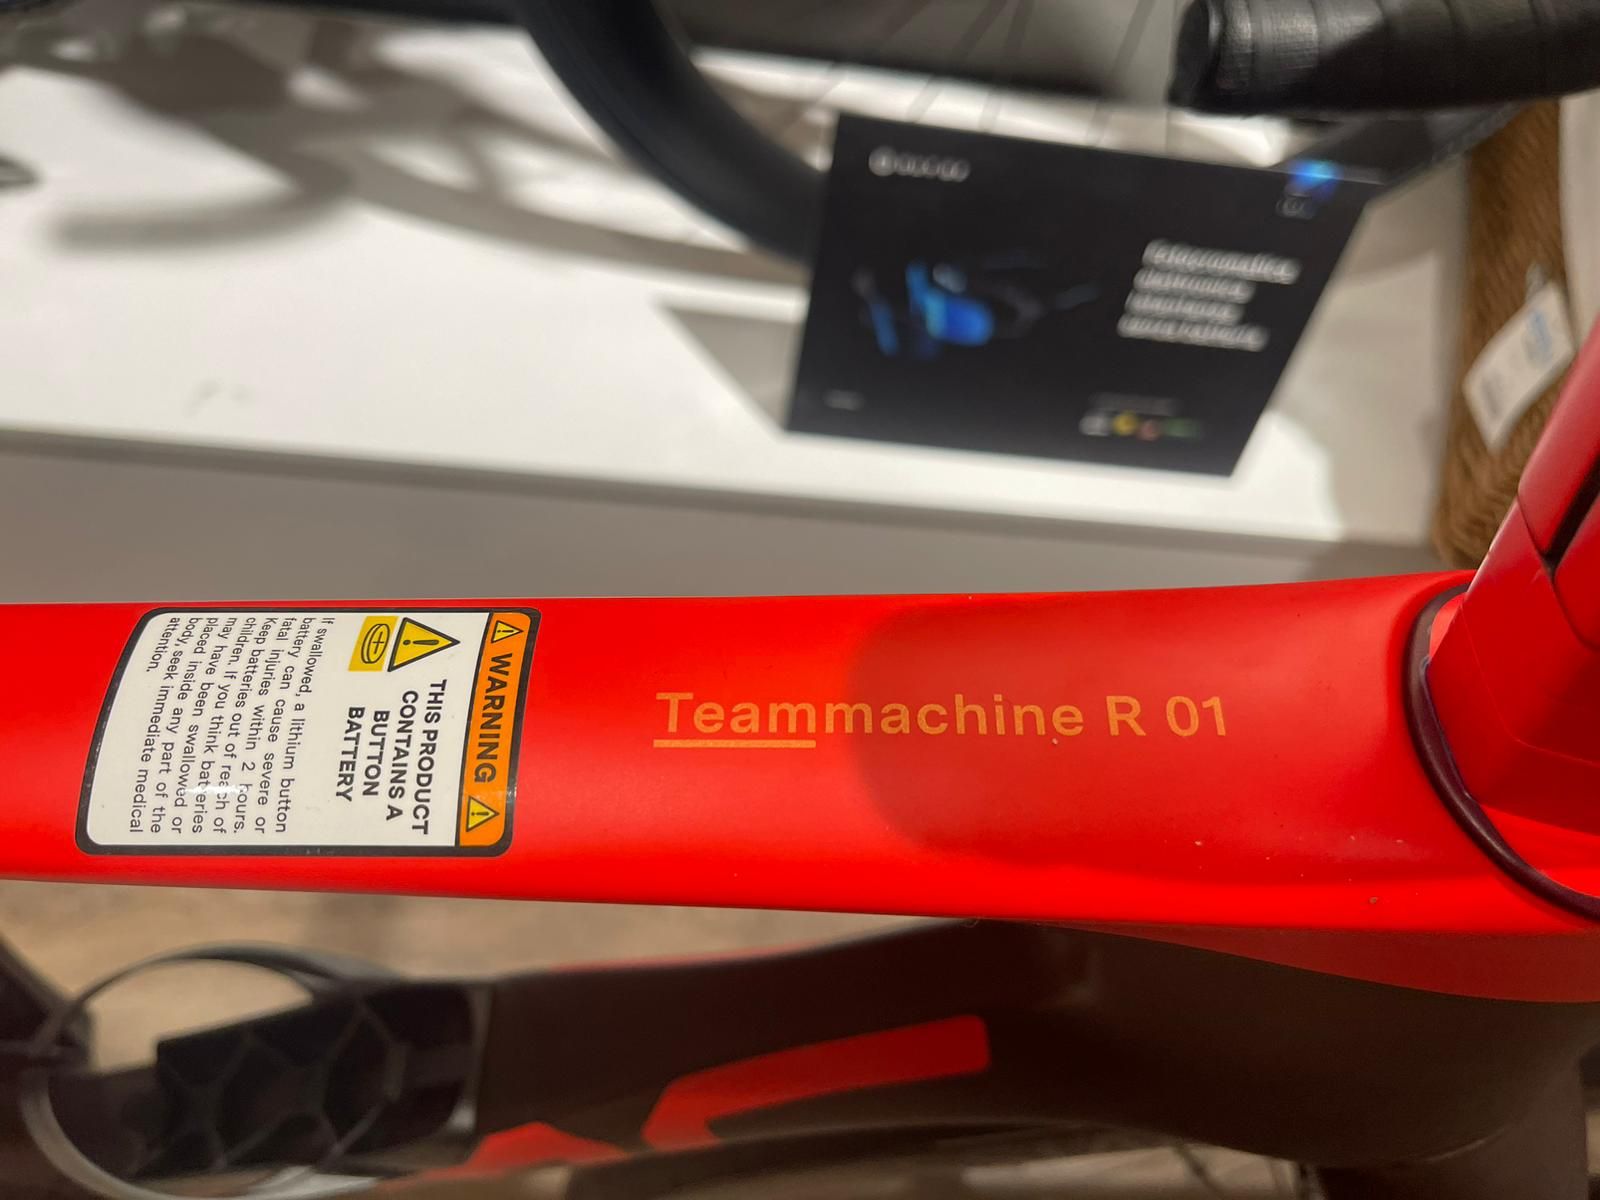 Teammachine R 01
WARNING
THIS PRODUCT
CONTAINS A
BUTTON
BATTERY
If swallowed, a lithium button
battery can cause severe or
fatal injuries within 2 hours.
Keep batteries out of reach of
children. If you think batteries
may have been swallowed or
placed inside any part of the
body, seek immediate medical
attention.